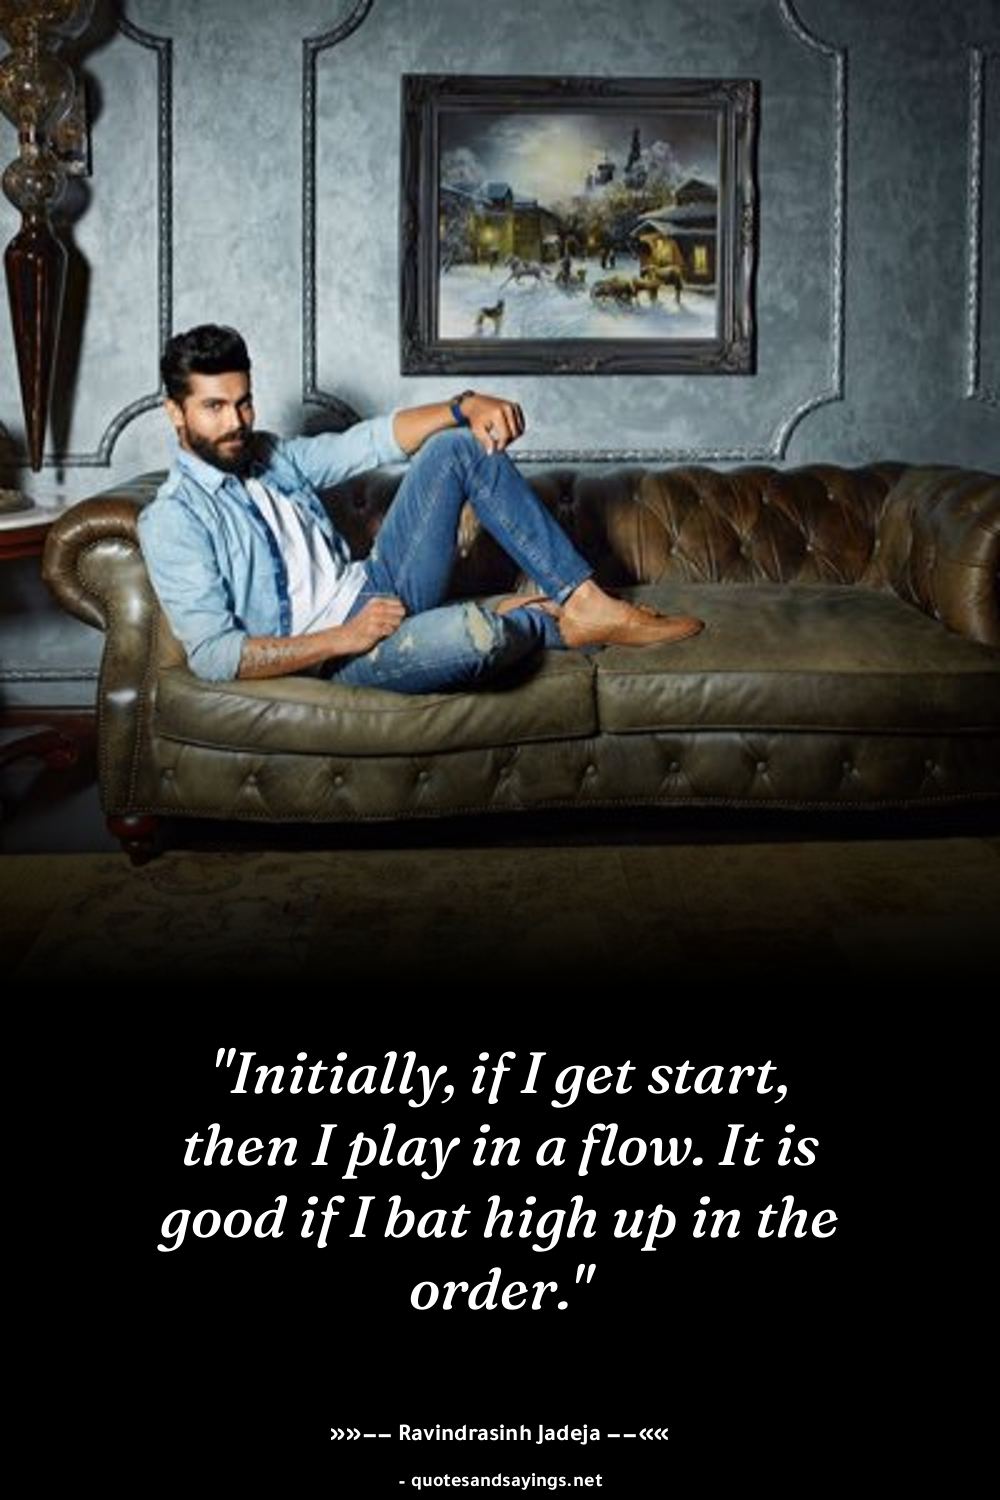 "Initially, if I get start,
then I play in a flow. It is
good if I bat high up in the
order."
»»–– Ravindrasinh Jadeja ––««
- quotesandsayings.net